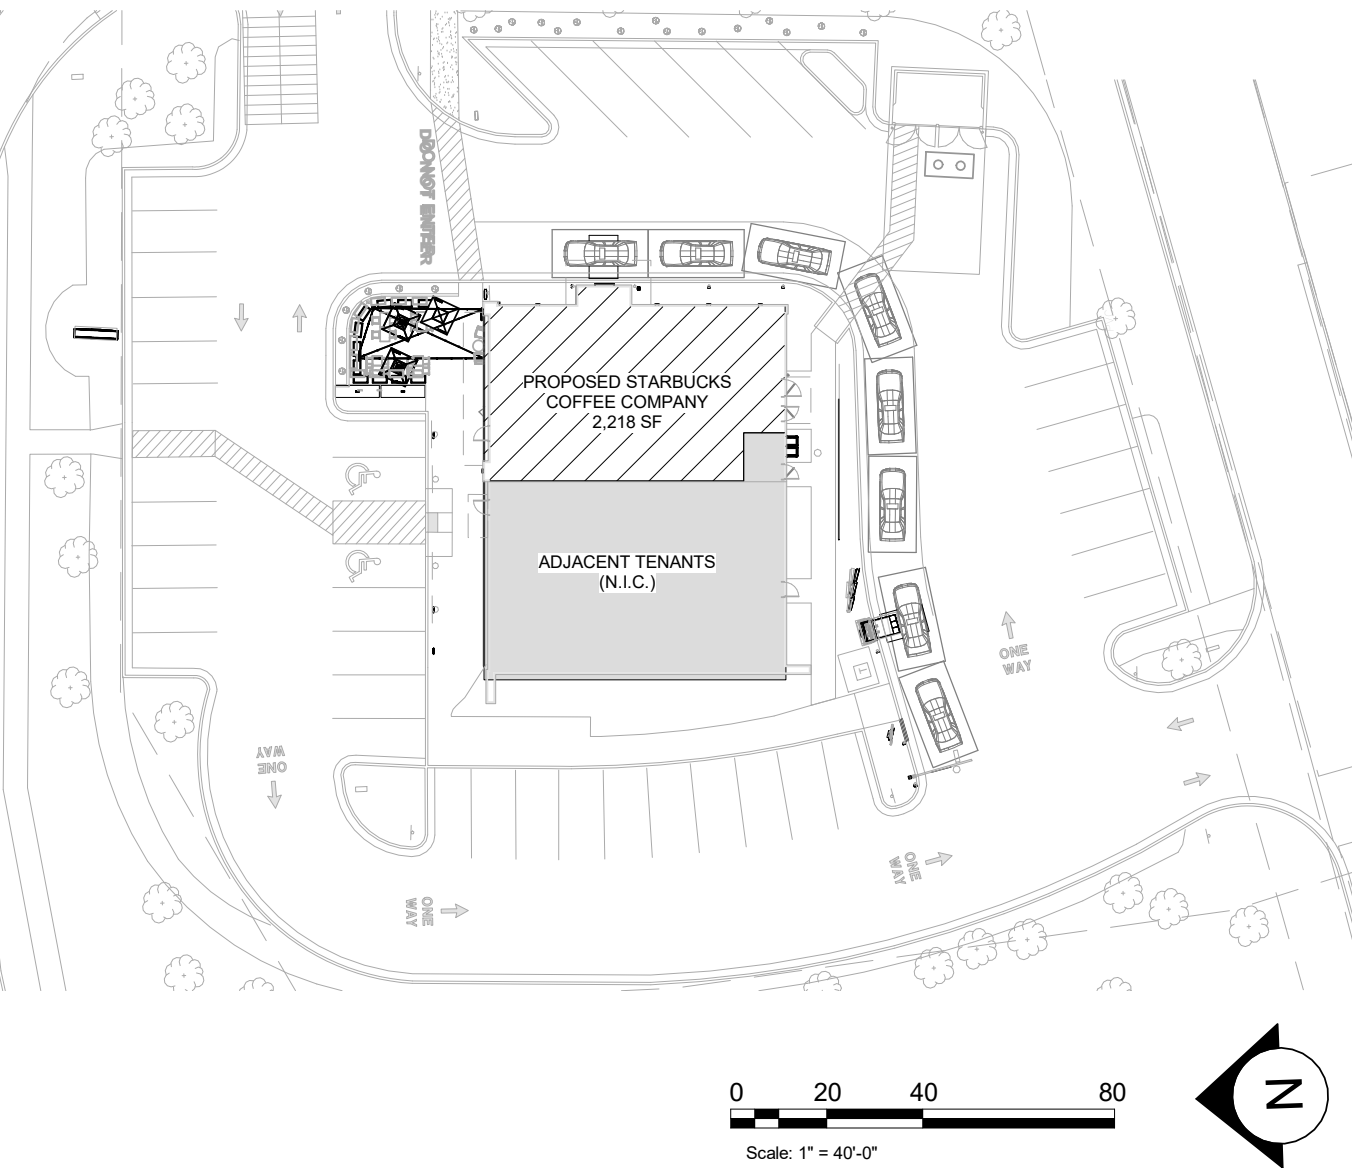 DO NOT ENTER
PROPOSED STARBUCKS
COFFEE COMPANY
2,218 SF
ADJACENT TENANTS
(N.I.C.)
T
ONE
WAY
ONE
WAY
ONE
WAY
ONE
WAY
0 20 40 80
Scale: 1" = 40'-0"
N